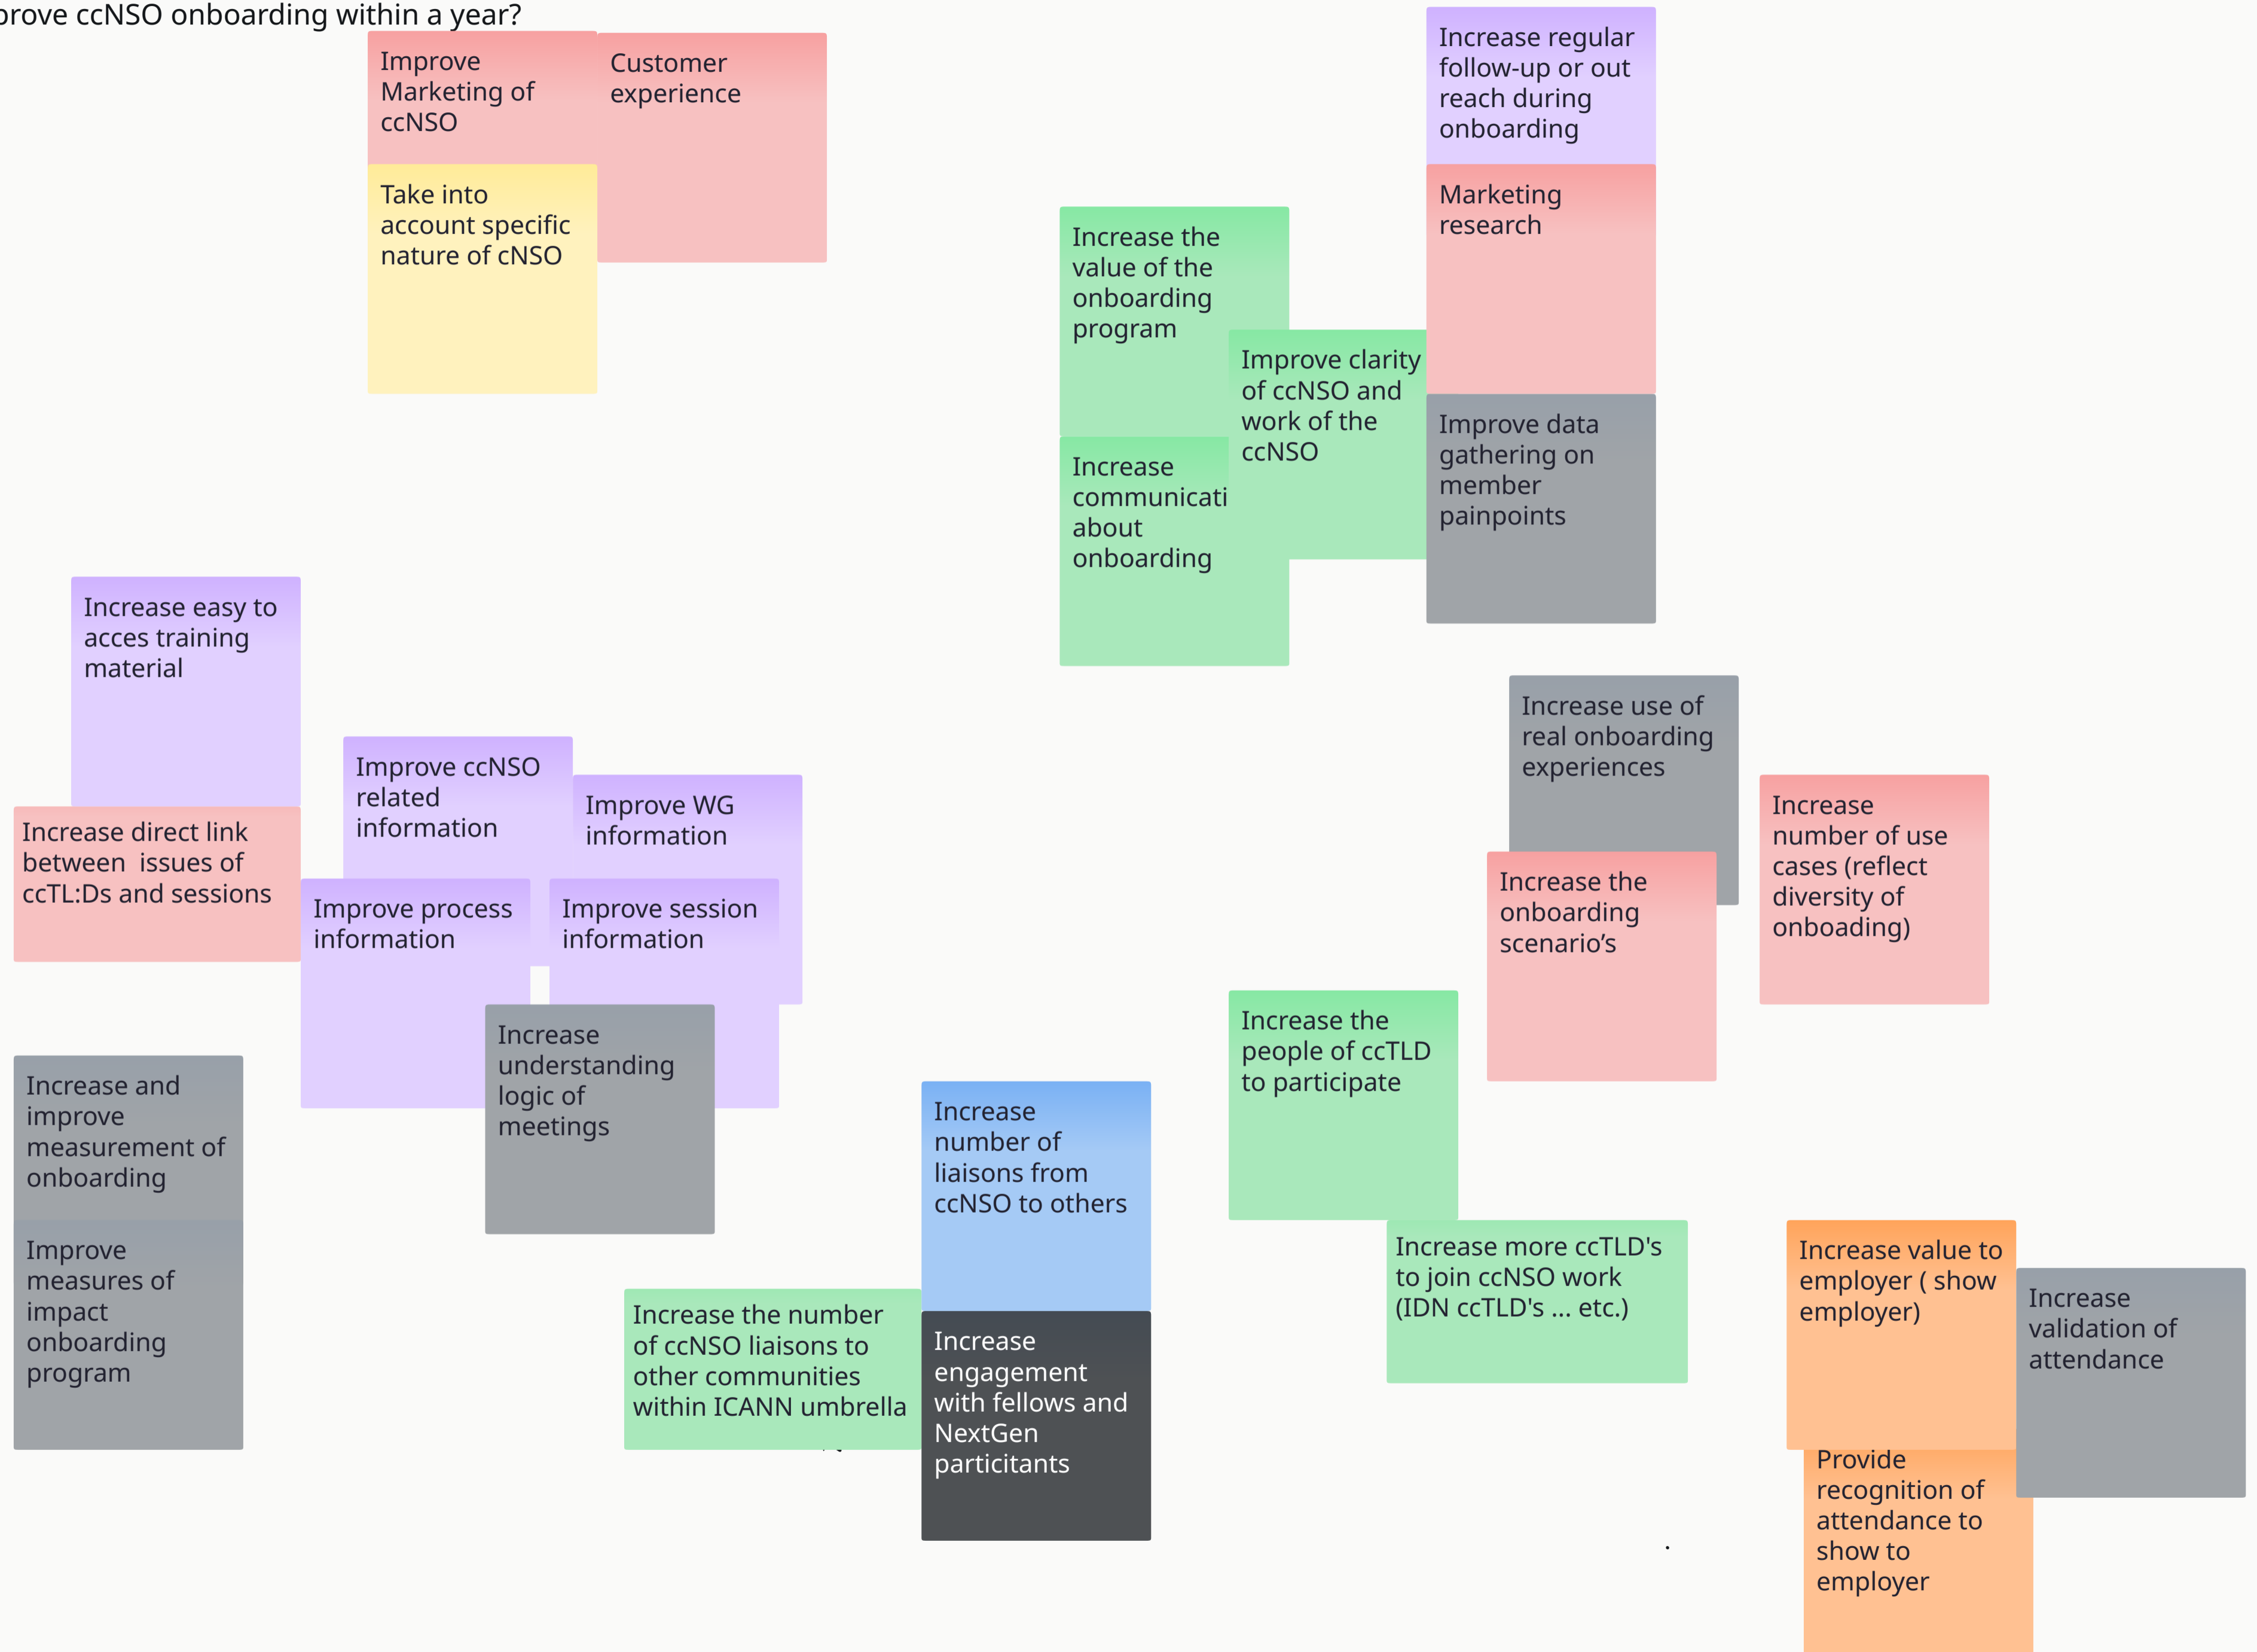 prove ccNSO onboarding within a year?
Improve
Marketing of
ccNSO
Customer
experience
Take into
account specific
nature of cNSO
Increase regular
follow-up or out
reach during
onboarding
Marketing
research
Increase the
value of the
onboarding
program
Improve clarity
of ccNSO and
work of the
ccNSO
Increase
communicati
about
onboarding
Improve data
gathering on
member
painpoints
Increase easy to
acces training
material
Increase direct link
between  issues of
ccTL:Ds and sessions
Improve ccNSO
related
information
Improve WG
information
Improve process
information
Improve session
information
Increase
understanding
logic of
meetings
Increase and
improve
measurement of
onboarding
Improve
measures of
impact
onboarding
program
Increase use of
real onboarding
experiences
Increase
number of use
cases (reflect
diversity of
onboading)
Increase the
onboarding
scenario’s
Increase the
people of ccTLD
to participate
Increase more ccTLD's
to join ccNSO work
(IDN ccTLD's ... etc.)
Increase
number of
liaisons from
ccNSO to others
Increase the number
of ccNSO liaisons to
other communities
within ICANN umbrella
Increase
engagement
with fellows and
NextGen
particitants
Increase value to
employer ( show
employer)
Increase
validation of
attendance
Provide
recognition of
attendance to
show to
employer
.